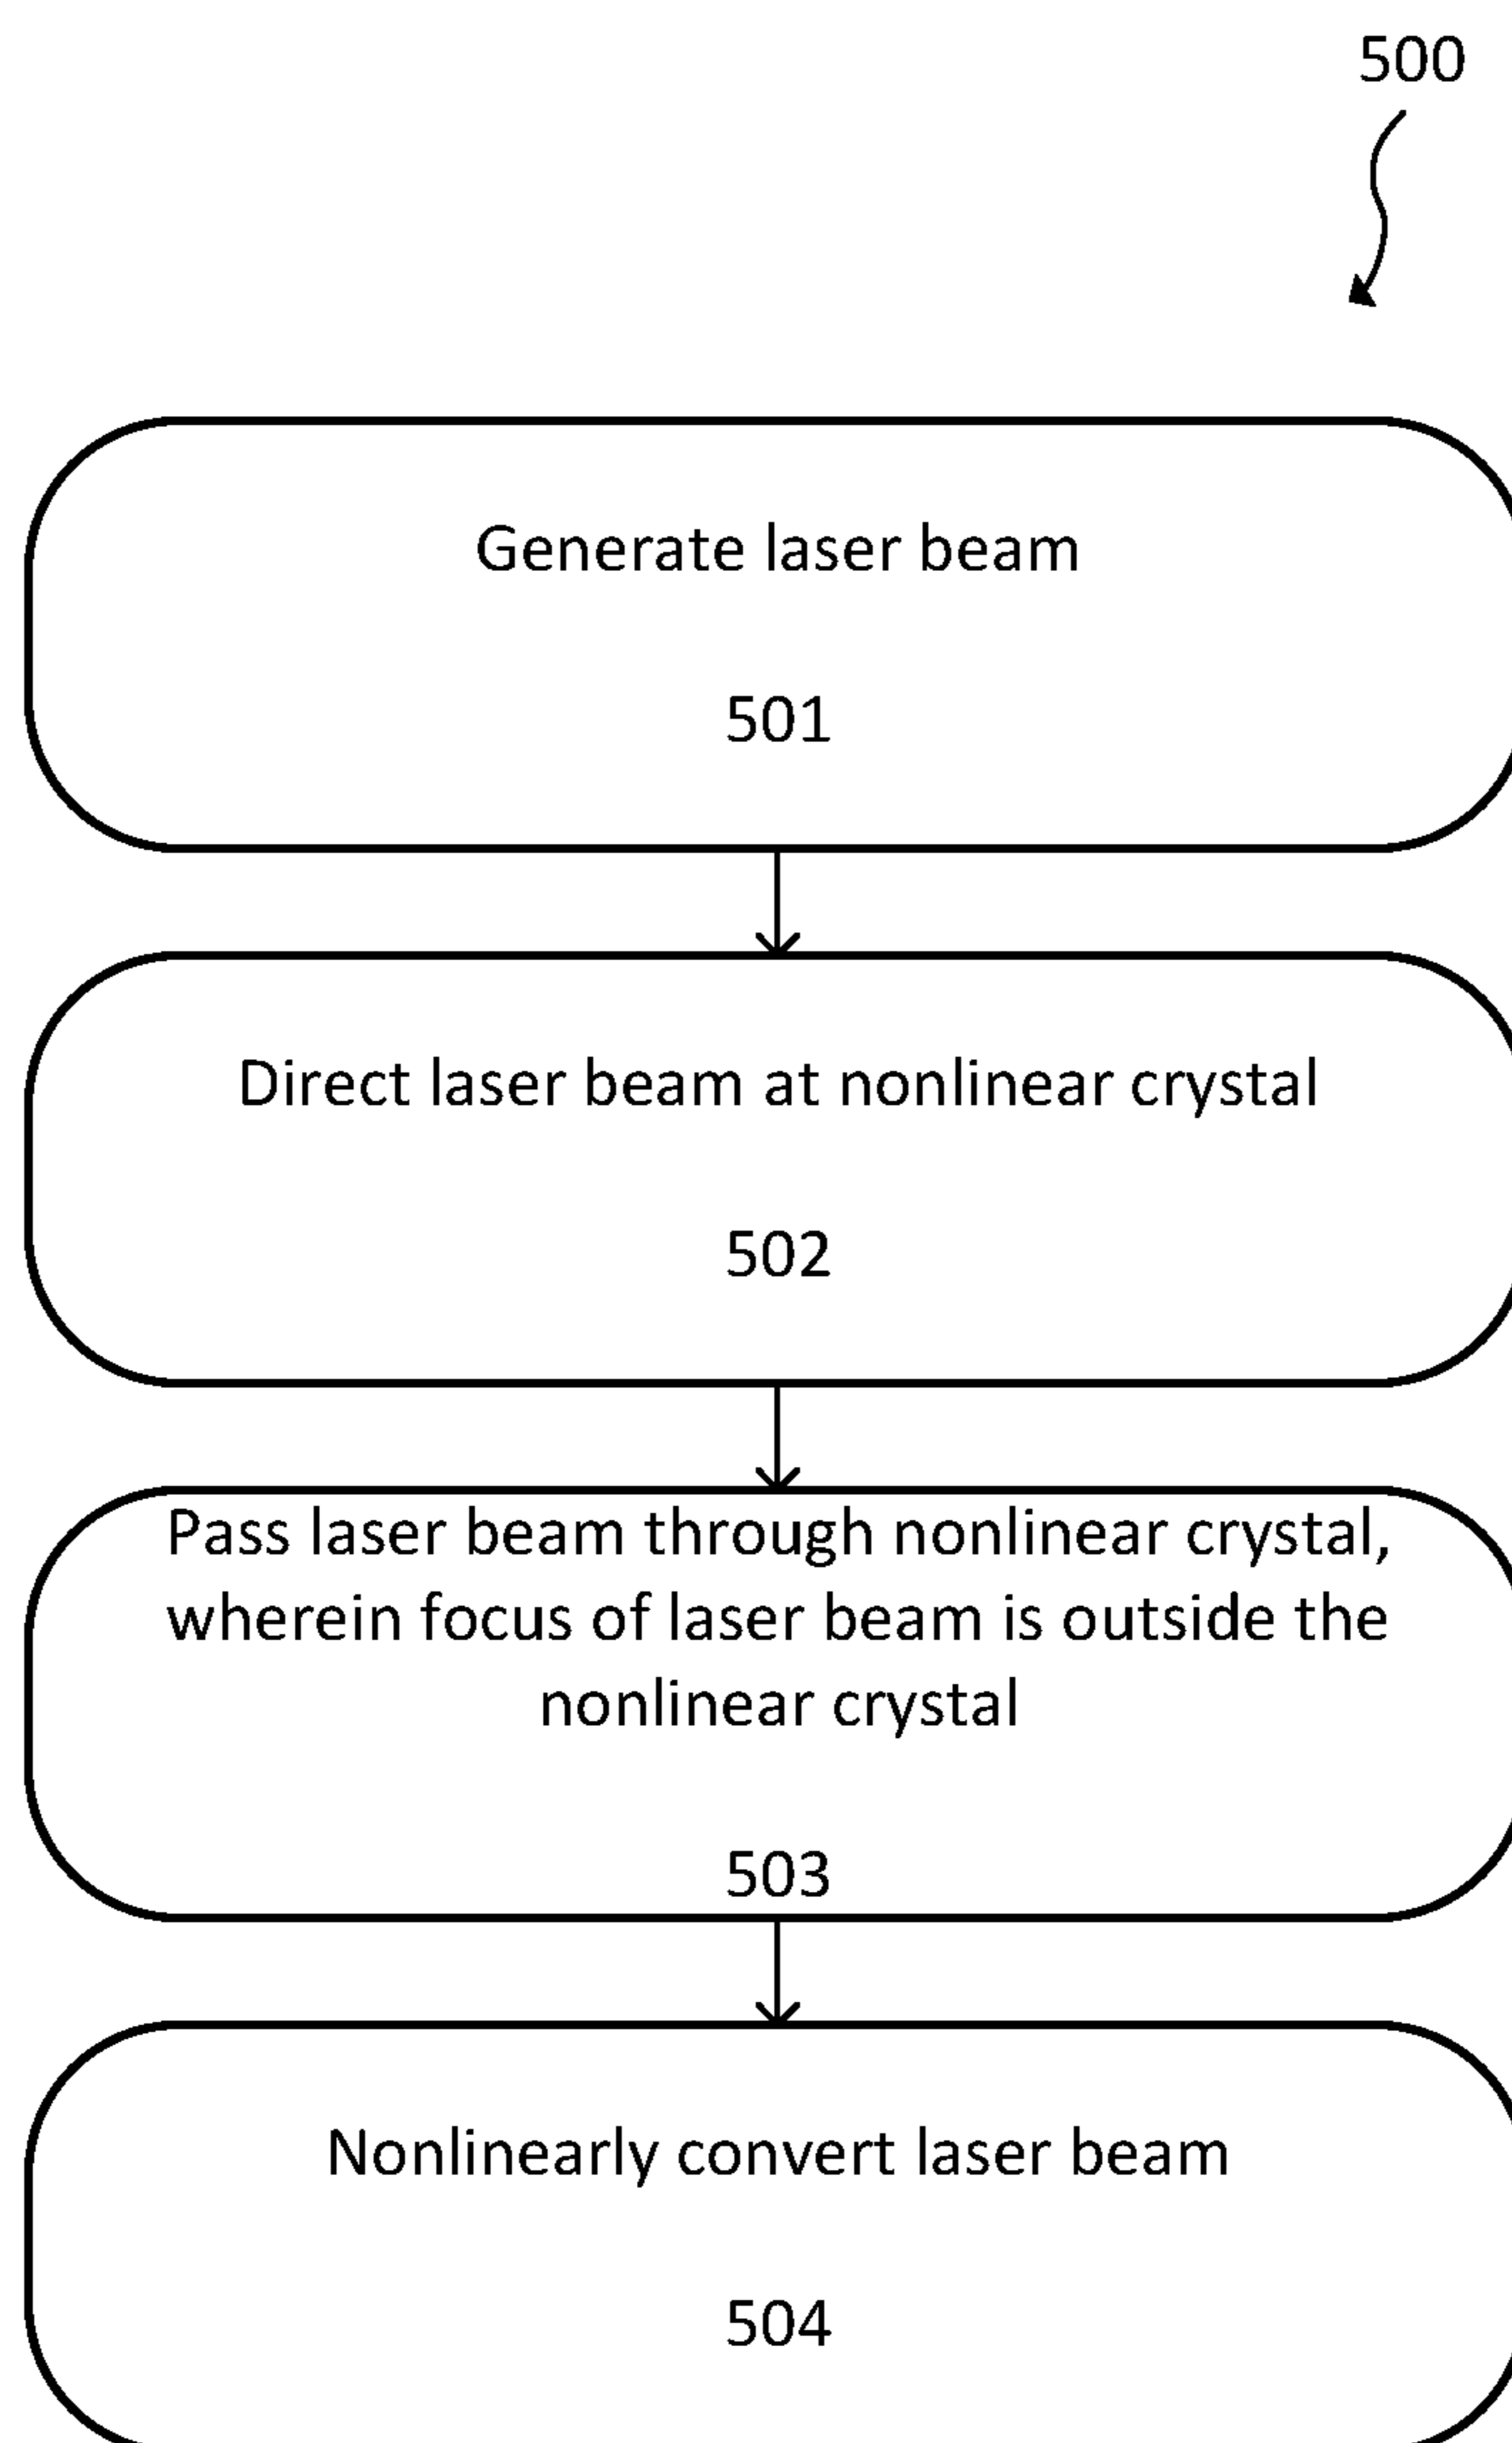 500
Generate laser beam
501
Direct laser beam at nonlinear crystal
502
Pass laser beam through nonlinear crystal,
wherein focus of laser beam is outside the
nonlinear crystal
503
Nonlinearly convert laser beam
504